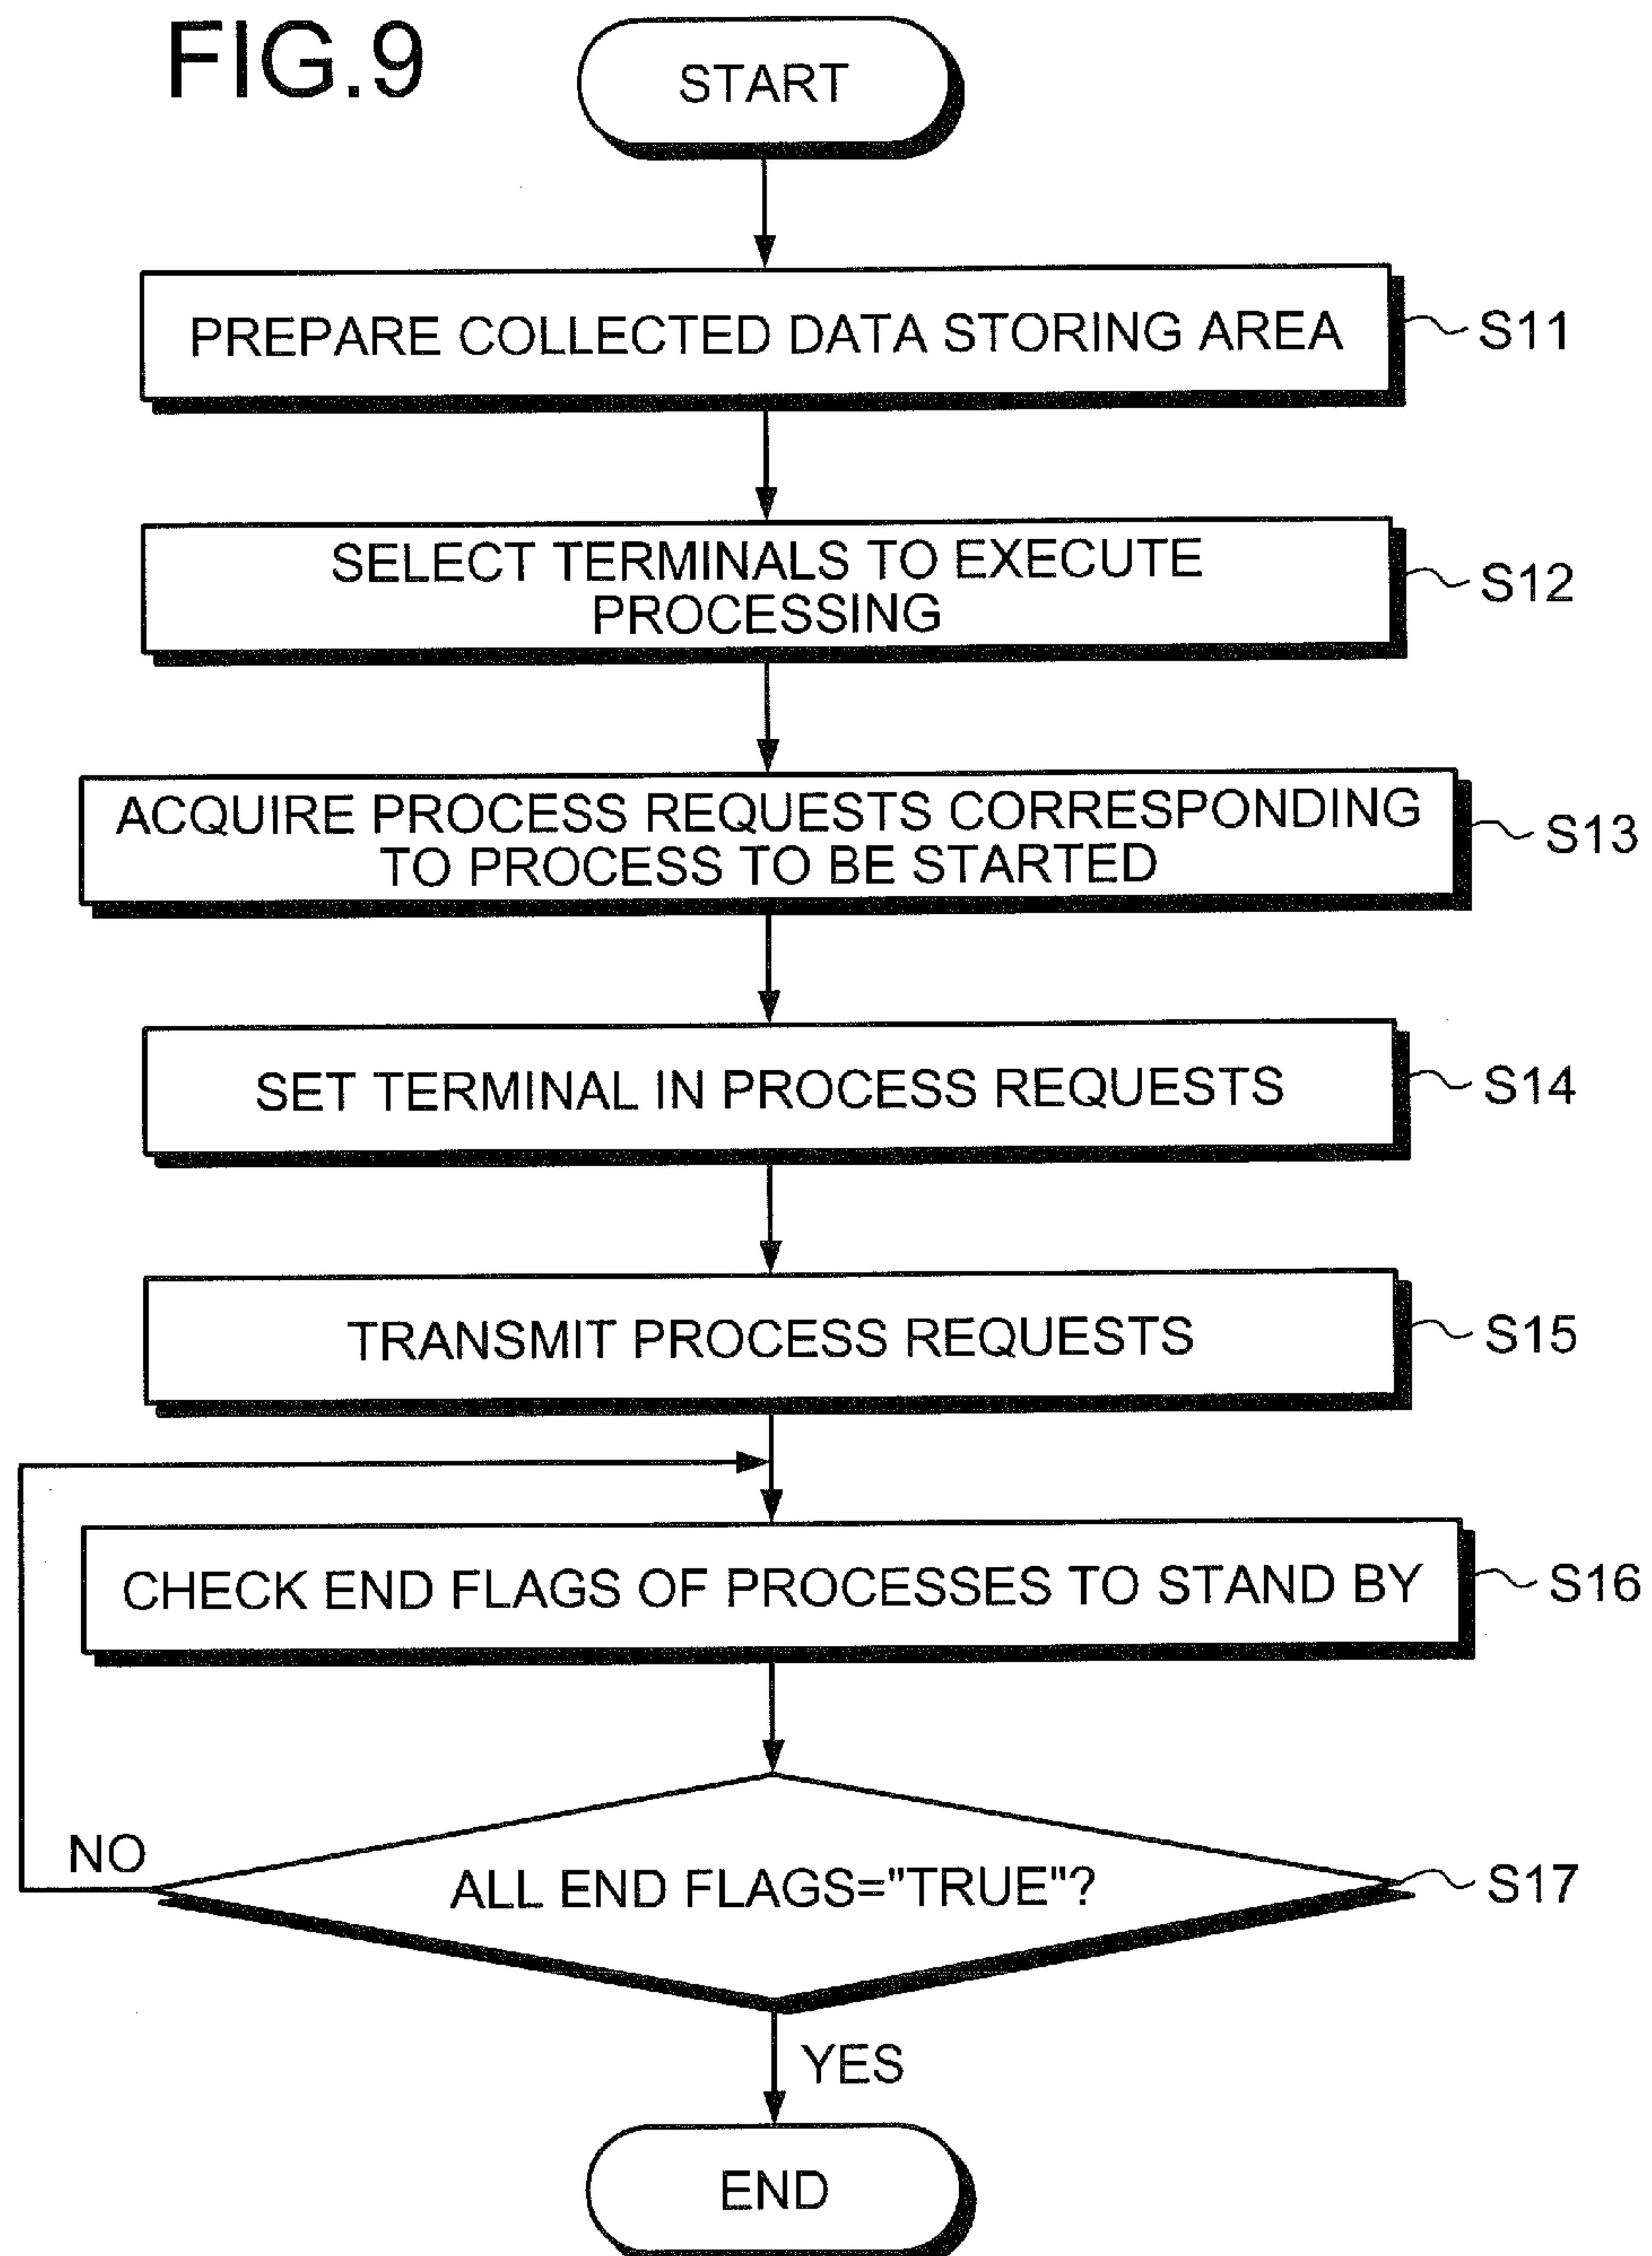 FIG.9
START
PREPARE COLLECTED DATA STORING AREA
S11
SELECT TERMINALS TO EXECUTE
PROCESSING
S12
ACQUIRE PROCESS REQUESTS CORRESPONDING
TO PROCESS TO BE STARTED
S13
SET TERMINAL IN PROCESS REQUESTS
S14
TRANSMIT PROCESS REQUESTS
S15
CHECK END FLAGS OF PROCESSES TO STAND BY
S16
NO
ALL END FLAGS="TRUE"?
S17
YES
END